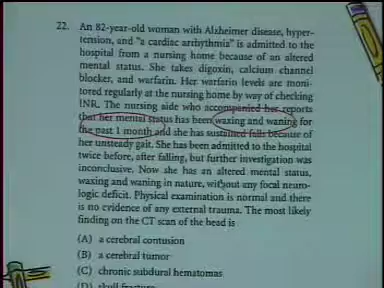 22. An 82-year-old woman with Alzheimer disease, hyper-
tension, and "a cardiac arrhythmia" is admitted to the
hospital from a nursing home because of an altered
mental status. She takes digoxin, calcium channel
blocker, and warfarin. Her warfarin levels are moni-
tored regularly at the nursing home by way of checking
INR. The nursing aide who accompanied her reports
that her mental status has been waxing and waning for
the past 1 month and she has sustained falls because of
her unsteady gait. She has been admitted to the hospital
twice before, after falling, but further investigation was
inconclusive. Now she has an altered mental status,
waxing and waning in nature, without any focal neuro-
logic deficit. Physical examination is normal and there
is no evidence of any external trauma. The most likely
finding on the CT scan of the head is
(A) a cerebral contusion
(B) a cerebral tumor
(C) chronic subdural hematomas
(D) skull fracture